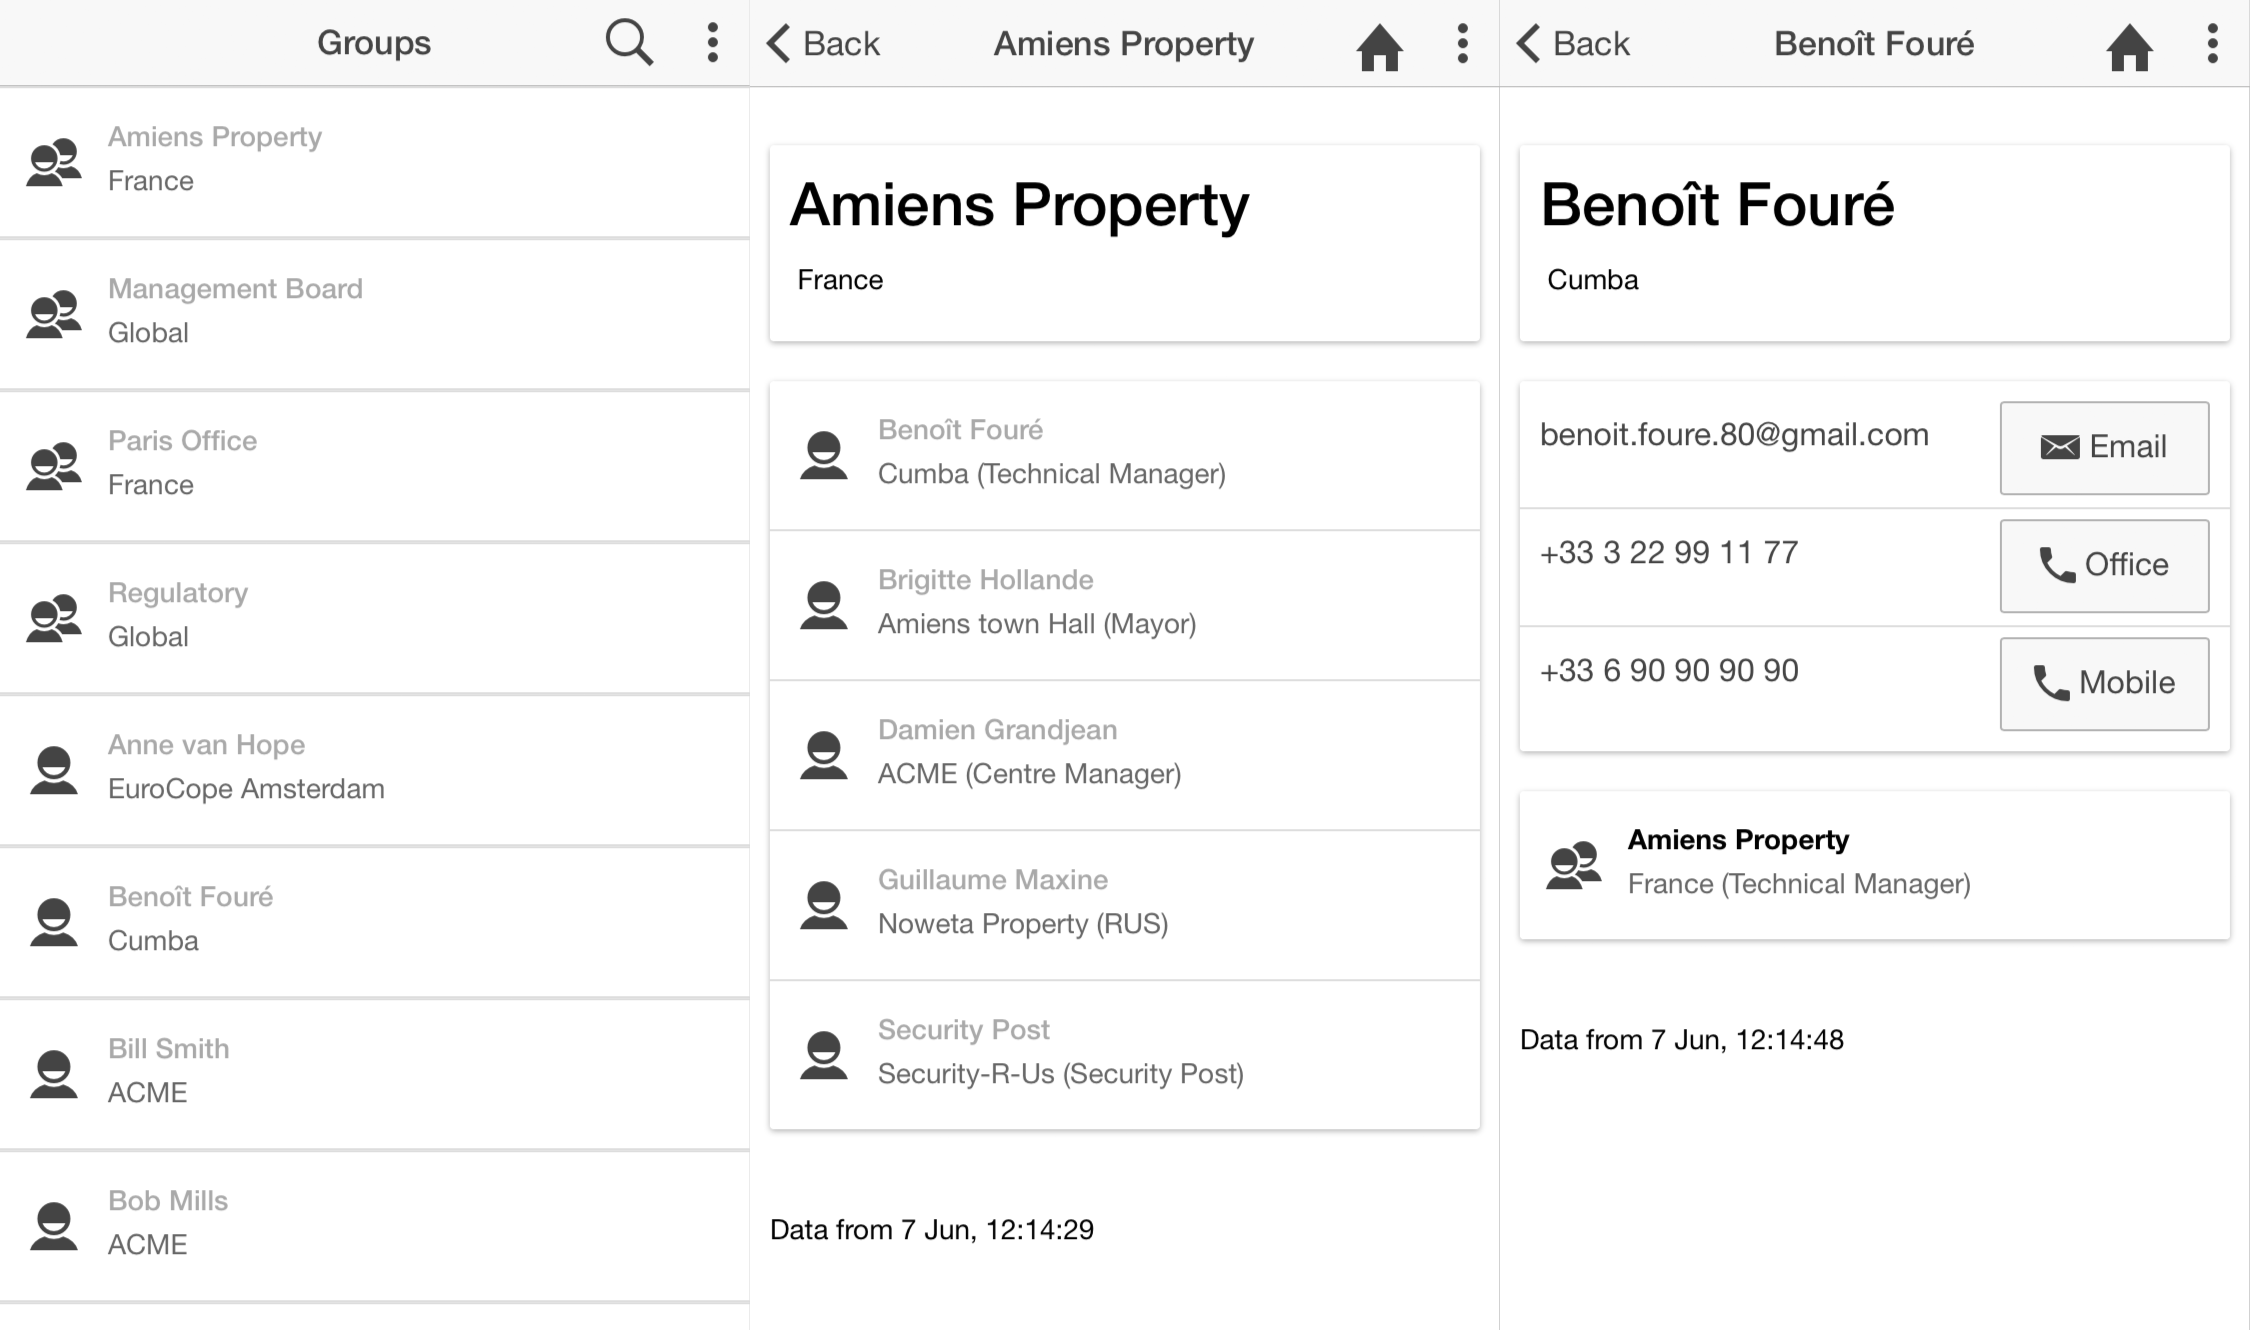 Groups
Amiens Property
France
Management Board
Global
Paris Office
France
Regulatory
Global
Anne van Hope
EuroCope Amsterdam
Benoît Fouré
Cumba
Bill Smith
ACME
Bob Mills
ACME
Back
Amiens Property
Amiens Property
France
Benoît Fouré
Cumba (Technical Manager)
Brigitte Hollande
Amiens town Hall (Mayor)
Damien Grandjean
ACME (Centre Manager)
Guillaume Maxine
Noweta Property (RUS)
Security Post
Security-R-Us (Security Post)
Data from 7 Jun, 12:14:29
Back
Benoît Fouré
Benoît Fouré
Cumba
benoit.foure.80@gmail.com
Email
+33 3 22 99 11 77
Office
+33 6 90 90 90 90
Mobile
Amiens Property
France (Technical Manager)
Data from 7 Jun, 12:14:48